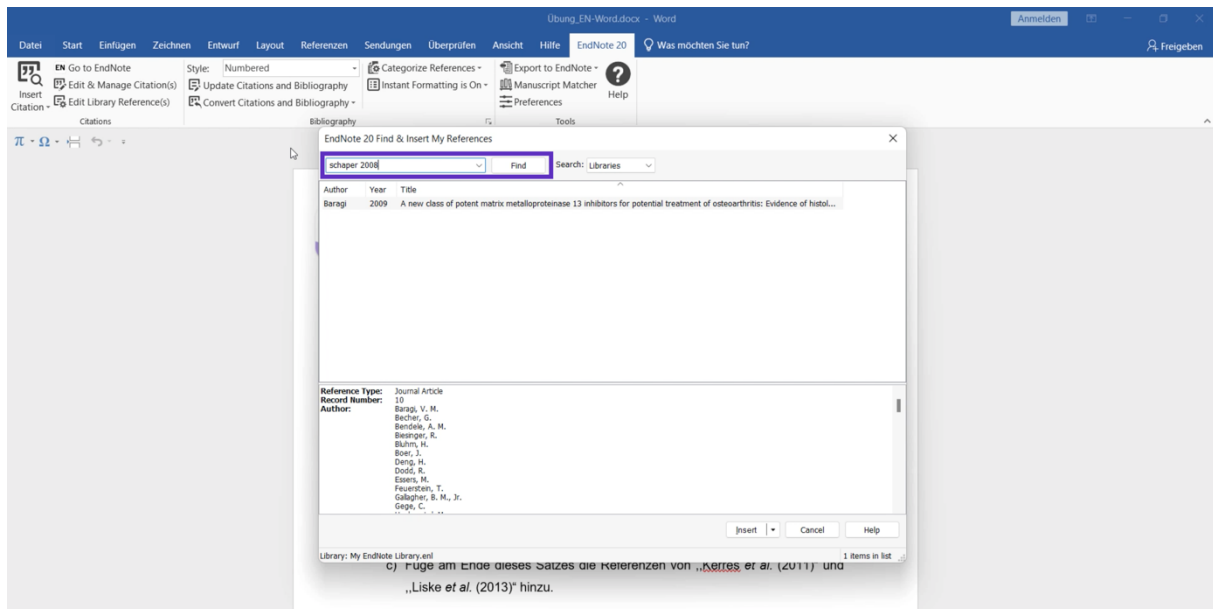 Übung_EN-Word.docx - Word
Anmelden
Datei Start Einfügen Zeichnen Entwurf Layout Referenzen Sendungen Überprüfen Ansicht Hilfe EndNote 20 Was möchten Sie tun? Freigeben
Insert Citation
EN Go to EndNote
Edit & Manage Citation(s)
Edit Library Reference(s)
Citations
Style: Numbered
Update Citations and Bibliography
Convert Citations and Bibliography
Bibliography
Categorize References
Instant Formatting is On
Export to EndNote
Manuscript Matcher
Preferences
Help
Tools
π Ω
EndNote 20 Find & Insert My References
schaper 2008 Find Search: Libraries
Author Year Title
Baragi 2009 A new class of potent matrix metalloproteinase 13 inhibitors for potential treatment of osteoarthritis: Evidence of histol...
Reference Type: Journal Article
Record Number: 10
Author: Baragi, V. M.
Becher, G.
Bendele, A. M.
Biesinger, R.
Bluhm, H.
Boer, J.
Deng, H.
Dodd, R.
Essers, M.
Feuerstein, T.
Gallagher, B. M., Jr.
Gege, C.
Insert Cancel Help
Library: My EndNote Library.enl 1 items in list
c) Füge am Ende dieses Satzes die Referenzen von ,,Kerres et al. (2011)“ und
,,Liske et al. (2013)“ hinzu.